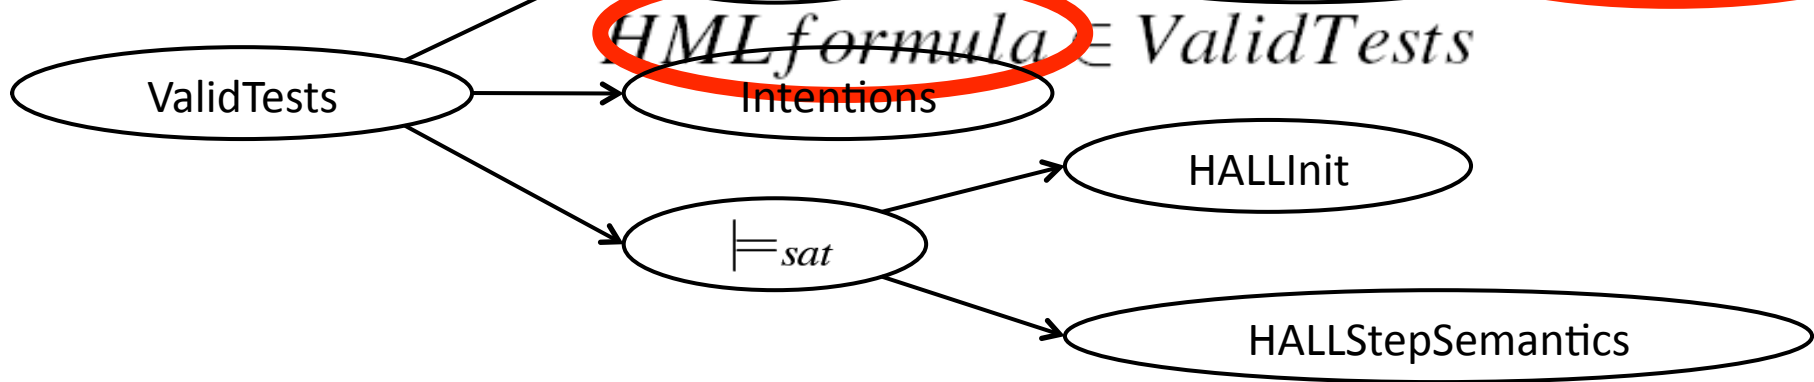 HMLformula ∈ ValidTests
ValidTests
Intentions
HALLInit
⊨sat
HALLStepSemantics